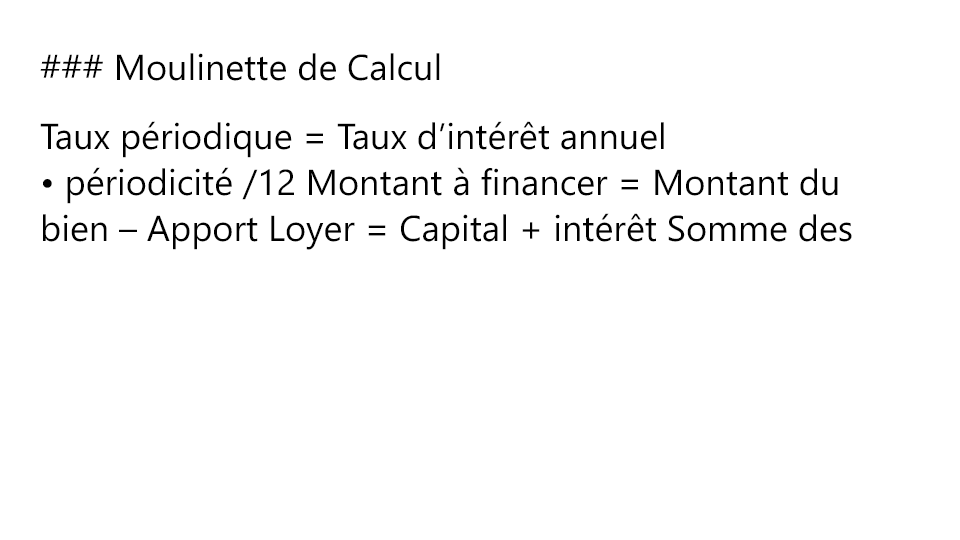 ### Moulinette de Calcul
Taux périodique = Taux d’intérêt annuel
• périodicité /12 Montant à financer = Montant du
bien – Apport Loyer = Capital + intérêt Somme des